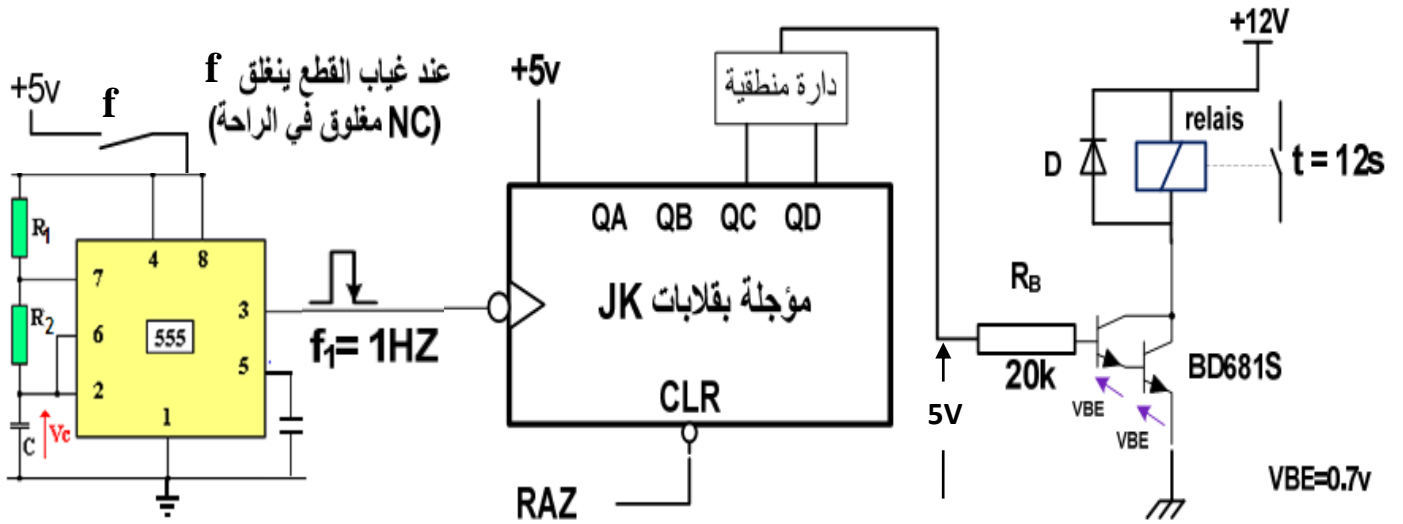 +5v
f
عند غياب القطع ينغلق f
(NC مغلوق في الراحة)
R1
R2
C
Vc
7
6
2
4
8
3
5
1
555
f1= 1HZ
+5v
دارة منطقية
QA QB QC QD
مؤجلة بقلابات JK
CLR
RAZ
+12V
relais
D
t = 12s
RB
20k
5V
BD681S
VBE
VBE
VBE=0.7v